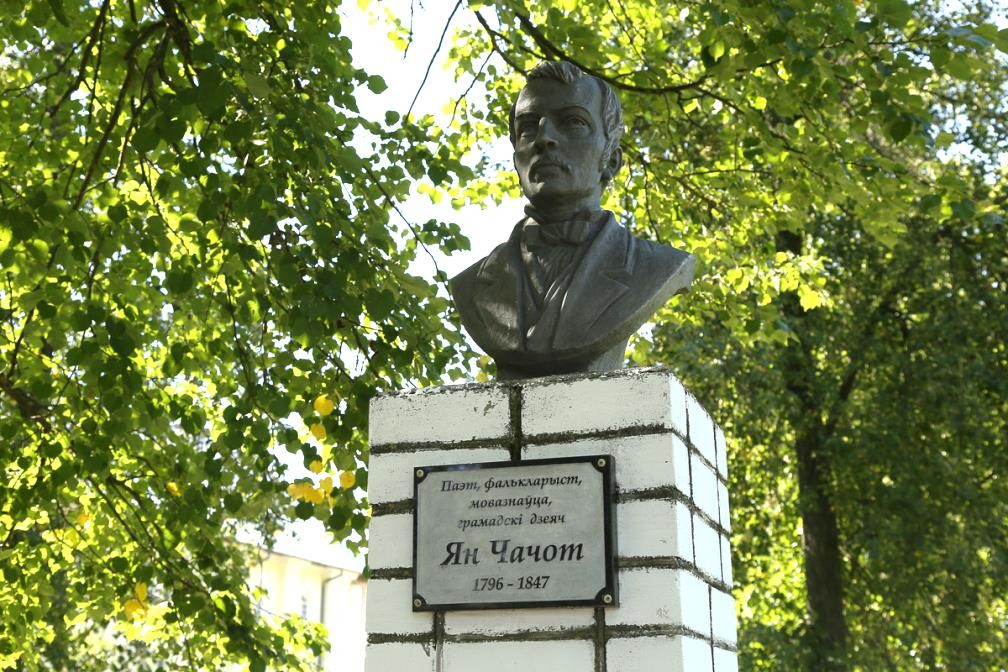 Паэт, фалькларыст,
мовазнаўца,
грамадскі дзеяч
Ян Чачот
1796 - 1847